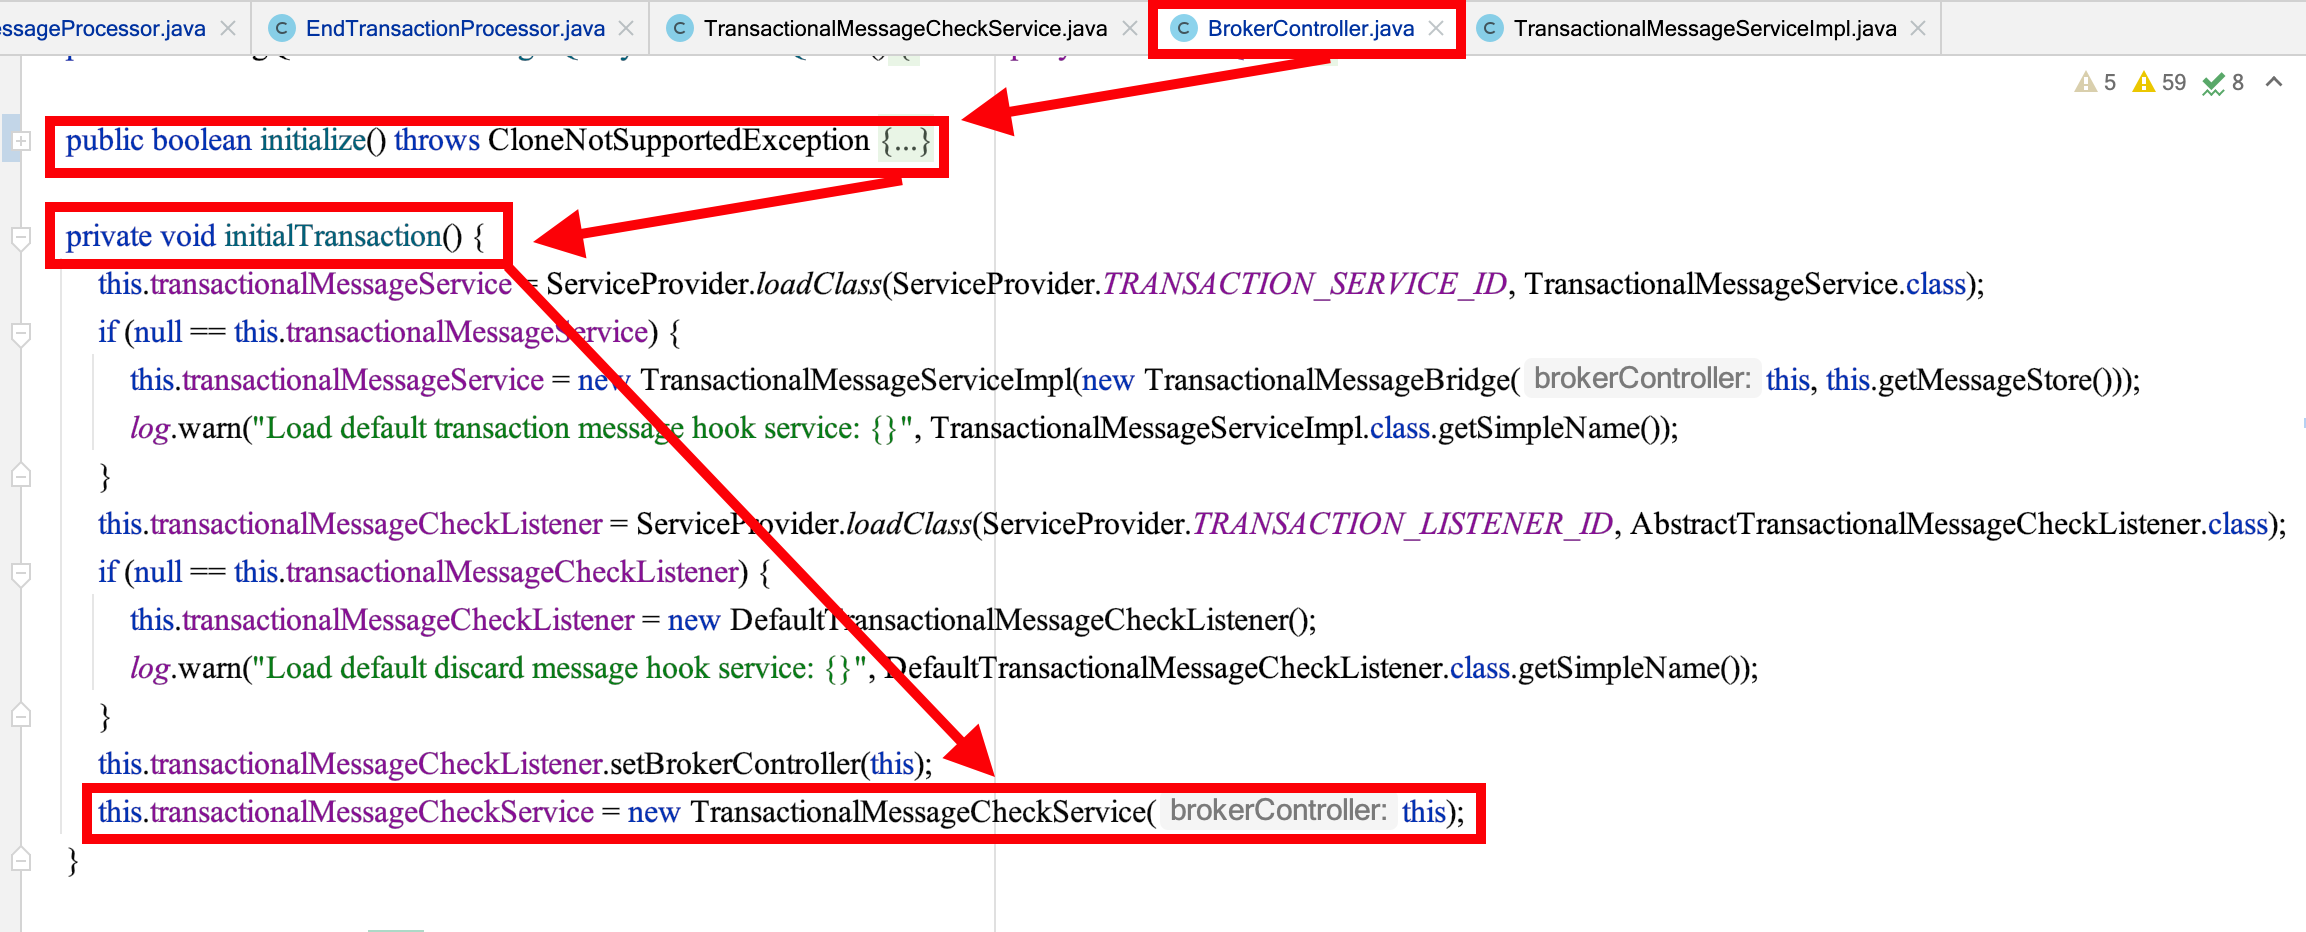 ssageProcessor.java EndTransactionProcessor.java TransactionalMessageCheckService.java BrokerController.java TransactionalMessageServiceImpl.java
5 59 8
public boolean initialize() throws CloneNotSupportedException {...}
private void initialTransaction() {
this.transactionalMessageService = ServiceProvider.loadClass(ServiceProvider.TRANSACTION_SERVICE_ID, TransactionalMessageService.class);
if (null == this.transactionalMessageService) {
this.transactionalMessageService = new TransactionalMessageServiceImpl(new TransactionalMessageBridge( brokerController: this, this.getMessageStore()));
log.warn("Load default transaction message hook service: {}", TransactionalMessageServiceImpl.class.getSimpleName());
}
this.transactionalMessageCheckListener = ServiceProvider.loadClass(ServiceProvider.TRANSACTION_LISTENER_ID, AbstractTransactionalMessageCheckListener.class);
if (null == this.transactionalMessageCheckListener) {
this.transactionalMessageCheckListener = new DefaultTransactionalMessageCheckListener();
log.warn("Load default discard message hook service: {}", DefaultTransactionalMessageCheckListener.class.getSimpleName());
}
this.transactionalMessageCheckListener.setBrokerController(this);
this.transactionalMessageCheckService = new TransactionalMessageCheckService( brokerController: this);
}